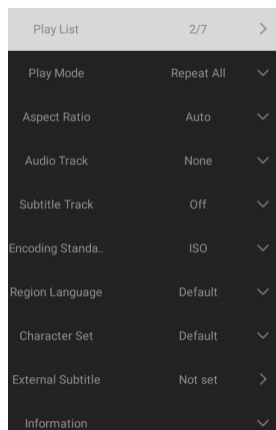 Play List 2/7
Play Mode Repeat All
Aspect Ratio Auto
Audio Track None
Subtitle Track Off
Encoding Standa.. ISO
Region Language Default
Character Set Default
External Subtitle Not set
Information